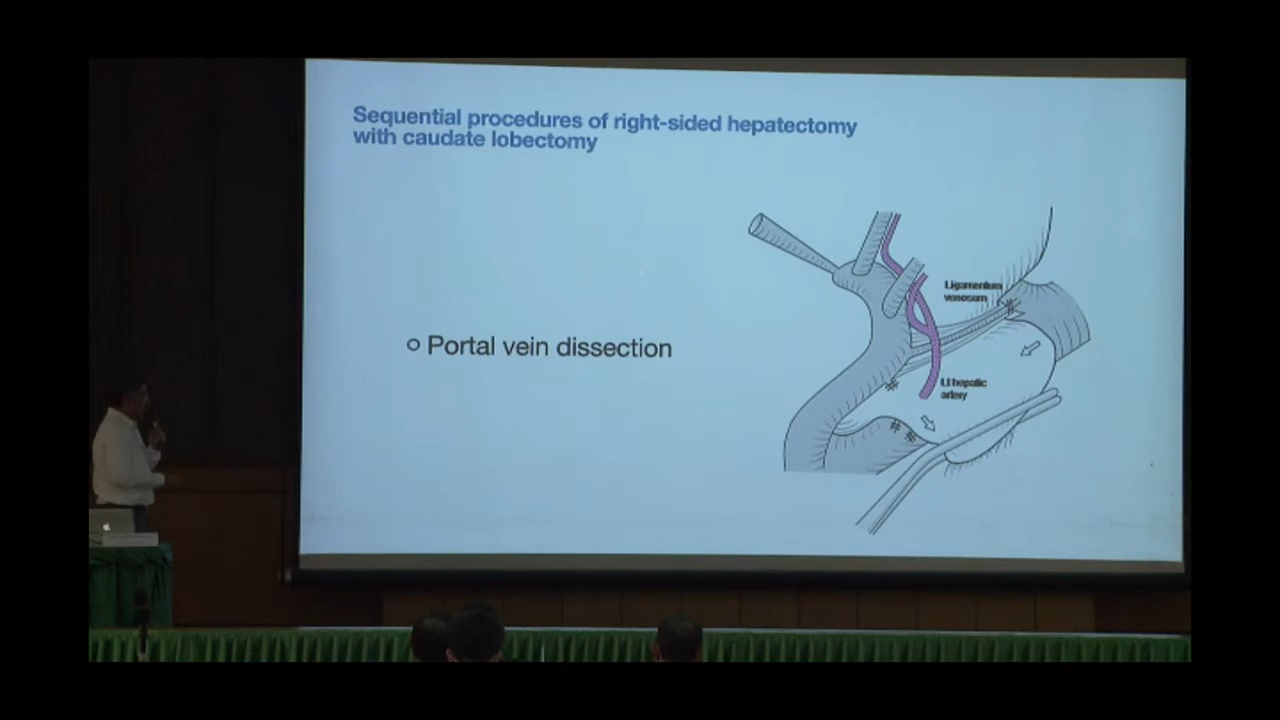 Sequential procedures of right-sided hepatectomy
with caudate lobectomy
Ligamentum
venosum
Portal vein dissection
Lt hepatic
artery